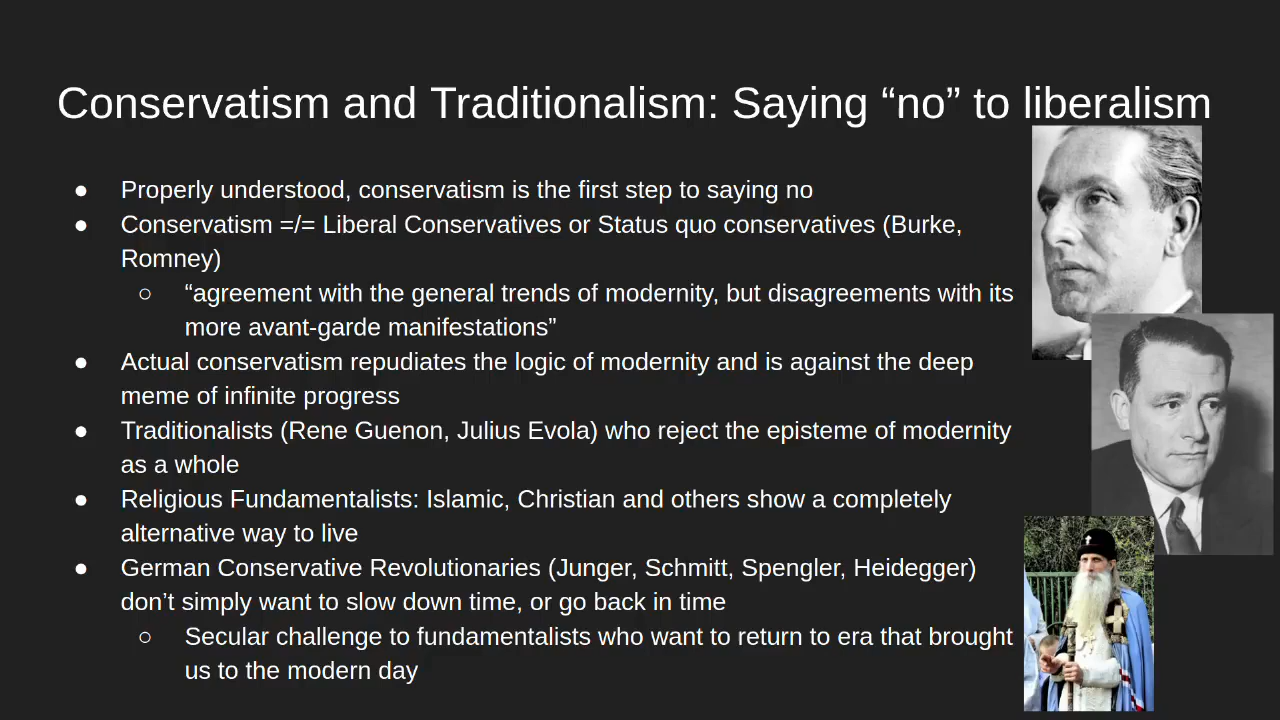 Conservatism and Traditionalism: Saying “no” to liberalism
● Properly understood, conservatism is the first step to saying no
● Conservatism =/= Liberal Conservatives or Status quo conservatives (Burke,
Romney)
○ “agreement with the general trends of modernity, but disagreements with its
more avant-garde manifestations”
● Actual conservatism repudiates the logic of modernity and is against the deep
meme of infinite progress
● Traditionalists (Rene Guenon, Julius Evola) who reject the episteme of modernity
as a whole
● Religious Fundamentalists: Islamic, Christian and others show a completely
alternative way to live
● German Conservative Revolutionaries (Junger, Schmitt, Spengler, Heidegger)
don’t simply want to slow down time, or go back in time
○ Secular challenge to fundamentalists who want to return to era that brought
us to the modern day